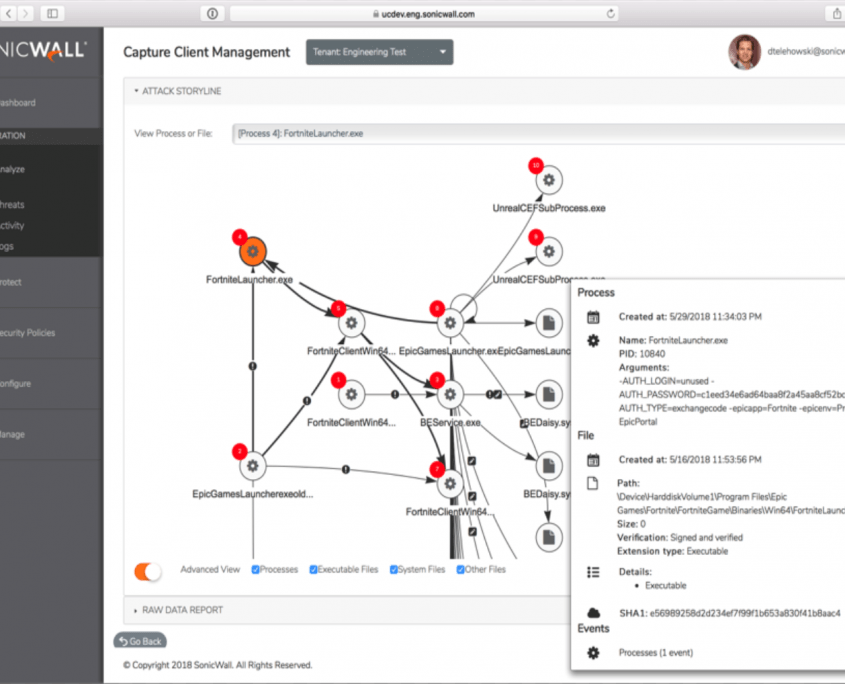 ucdev.eng.sonicwall.com
NICWALL
Capture Client Management
Tenant: Engineering Test
dtelehowski@sonicw
ashboard
ATTACK STORYLINE
RATION
View Process or File:
[Process 4]: FortniteLauncher.exe
nalyze
hreats
ctivity
ogs
rotect
ecurity Policies
onfigure
lanage
10
UnrealCEFSubProcess.exe
4
9
FortniteLauncher.exe
UnrealCEFSubProcess.exe
5
8
FortniteClientWin64...
EpicGamesLauncher.exe
EpicGamesLaunc
1
3
FortniteClientWin64...
BEService.exe
BEDaisy.sy
2
7
EpicGamesLauncherexeold...
BEDaisy.sy
FortniteClientWin64...
Advanced View
Processes
Executable Files
System Files
Other Files
RAW DATA REPORT
Go Back
© Copyright 2018 SonicWall. All Rights Reserved.
Process
Created at: 5/29/2018 11:34:03 PM
Name: FortniteLauncher.exe
PID: 10840
Arguments:
-AUTH_LOGIN=unused -
AUTH_PASSWORD=c1eed34e6ad64baa8f2a45aa8cf52bc
AUTH_TYPE=exchangecode -epicapp=Fortnite -epicenv=Pr
EpicPortal
File
Created at: 5/16/2018 11:53:56 PM
Path:
\Device\HarddiskVolume1\Program Files\Epic
Games\Fortnite\FortniteGame\Binaries\Win64\FortniteLaunc
Size: 0
Verification: Signed and verified
Extension type: Executable
Details:
• Executable
SHA1: e56989258d2d234ef7f99f1b653a830f41b8aac4
Events
Processes (1 event)